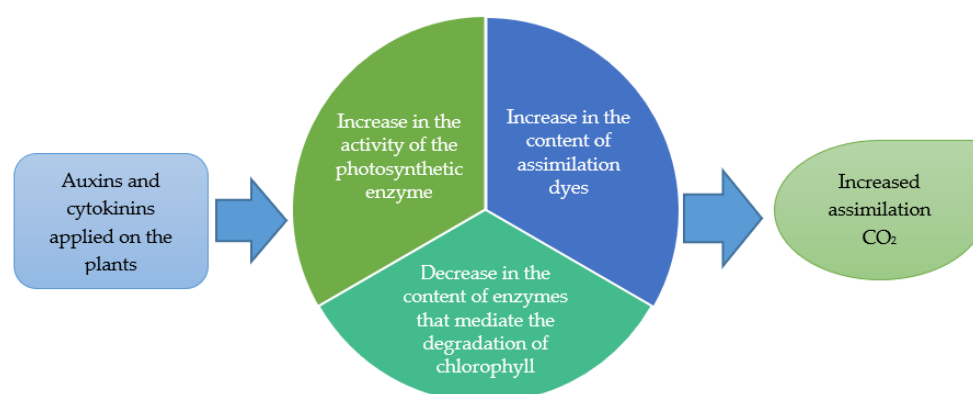 Auxins and
cytokinins
applied on the
plants
Increase in the
activity of the
photosynthetic
enzyme
Increase in the
content of
assimilation
dyes
Decrease in the
content of enzymes
that mediate the
degradation of
chlorophyll
Increased
assimilation
CO₂